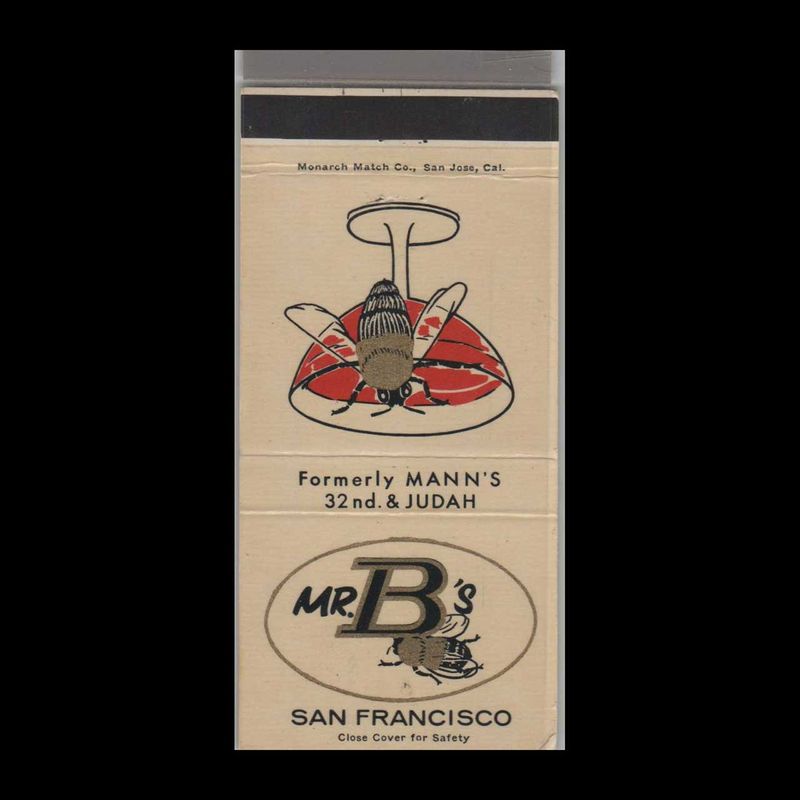 Monarch Match Co., San Jose, Cal.
Formerly MANN'S
32nd. & JUDAH
MR. B's
SAN FRANCISCO
Close Cover for Safety